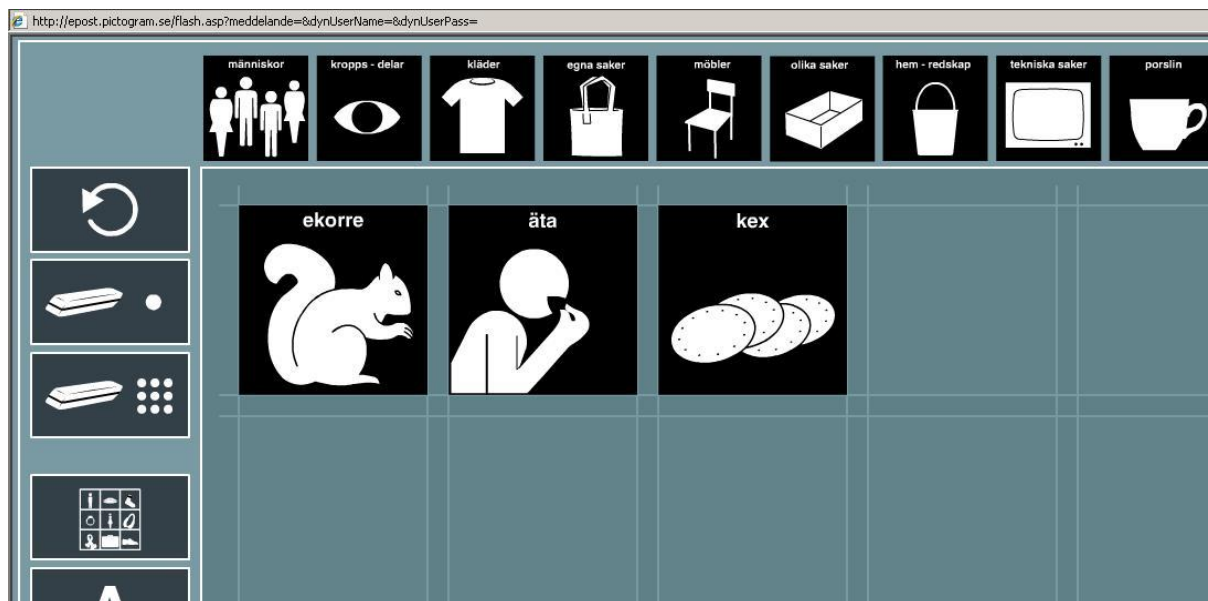 http://epost.pictogram.se/flash.asp?meddelande=&dynUserName=&dynUserPass=
människor kropps - delar kläder egna saker möbler olika saker hem - redskap tekniska saker porslin
ekorre äta kex